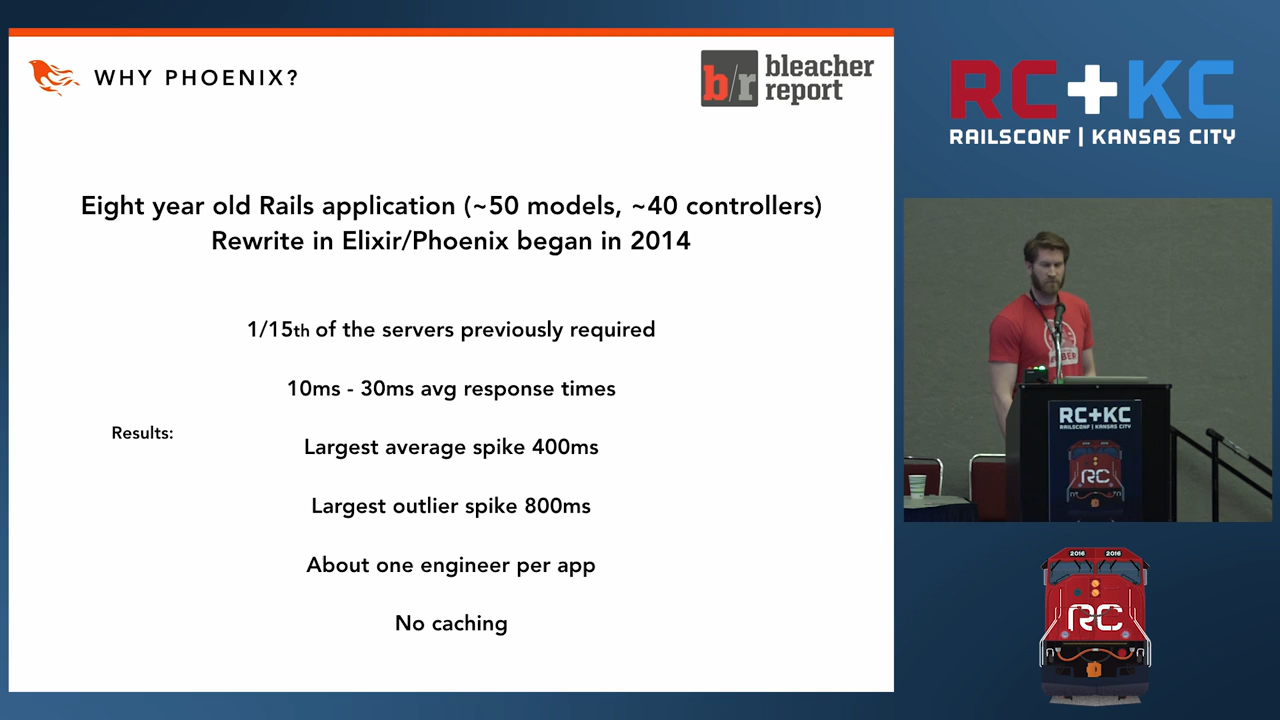 WHY PHOENIX?
b/r bleacher report
Eight year old Rails application (~50 models, ~40 controllers)
Rewrite in Elixir/Phoenix began in 2014
1/15th of the servers previously required
10ms - 30ms avg response times
Results:
Largest average spike 400ms
Largest outlier spike 800ms
About one engineer per app
No caching
RC+KC
RAILSCONF | KANSAS CITY
RC+KC
RAILSCONF | KANSAS CITY
RC
2016 2016
RC